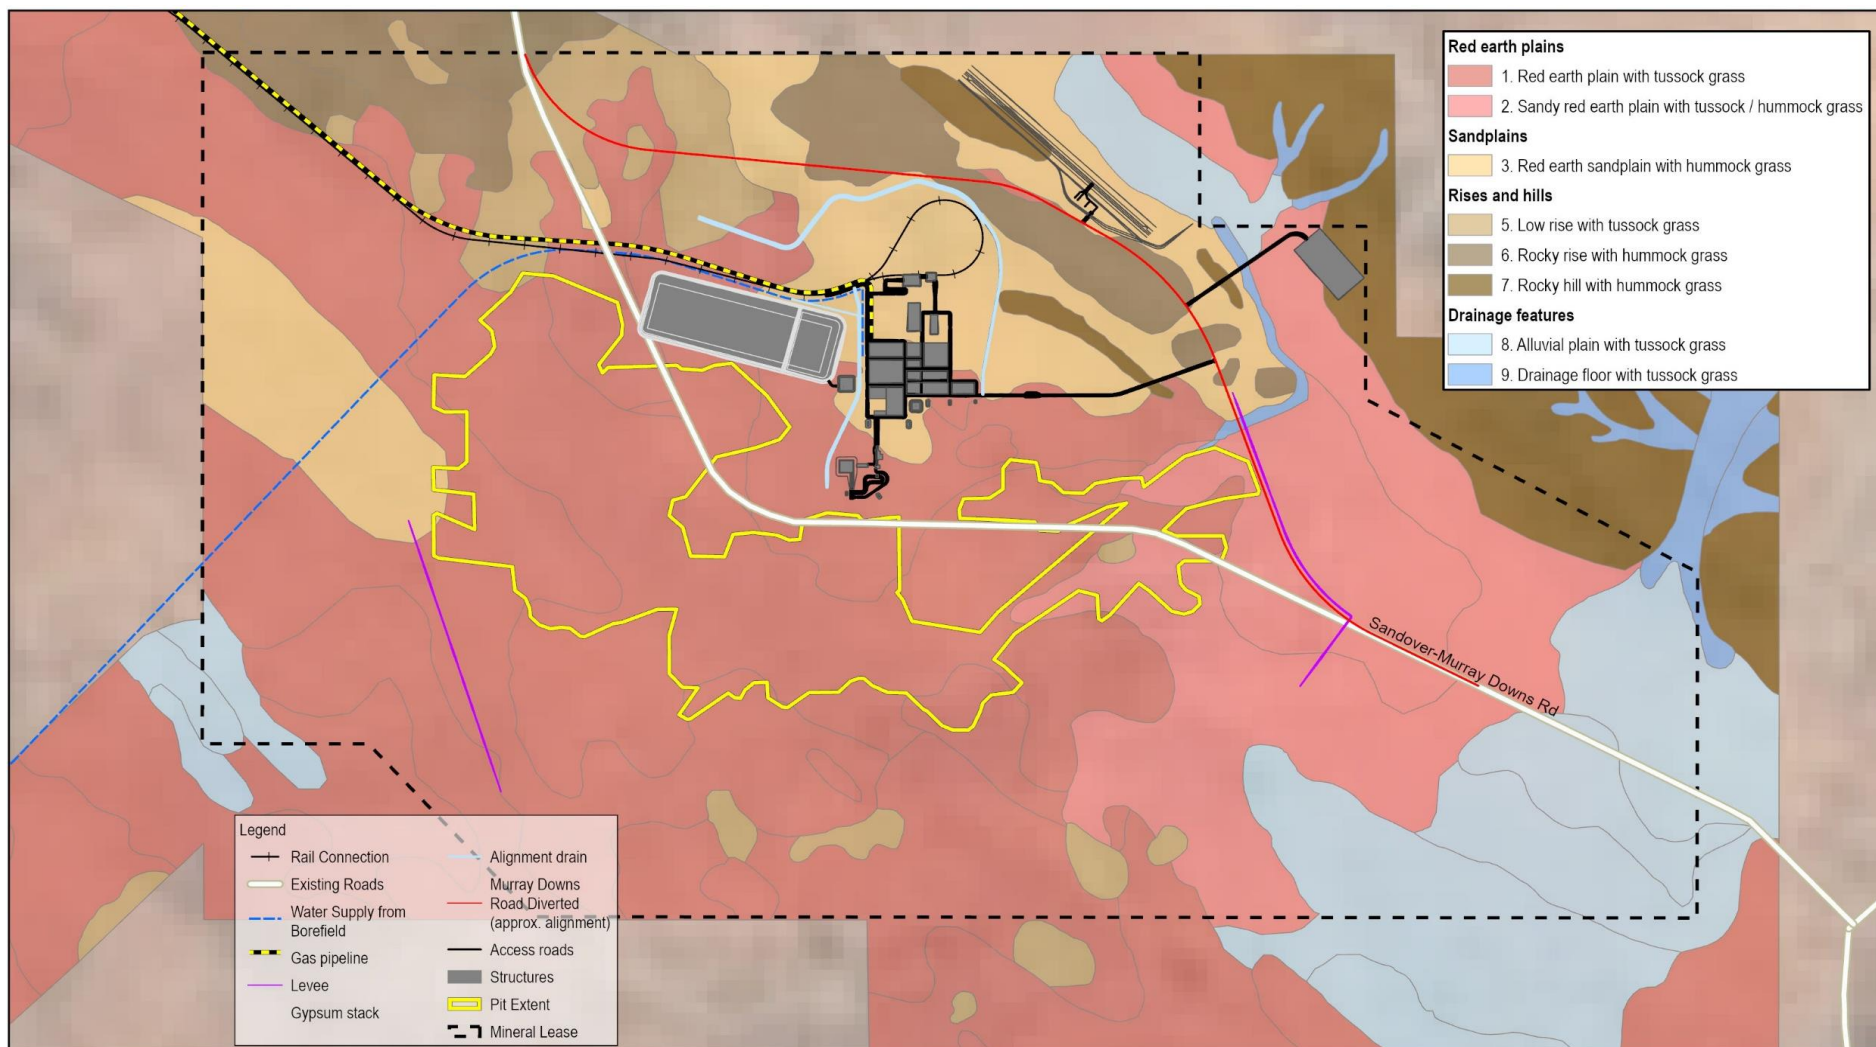 Red earth plains
1. Red earth plain with tussock grass
2. Sandy red earth plain with tussock / hummock grass
Sandplains
3. Red earth sandplain with hummock grass
Rises and hills
5. Low rise with tussock grass
6. Rocky rise with hummock grass
7. Rocky hill with hummock grass
Drainage features
8. Alluvial plain with tussock grass
9. Drainage floor with tussock grass
Sandover-Murray Downs Rd
Legend
Rail Connection
Existing Roads
Water Supply from
Borefield
Gas pipeline
Levee
Gypsum stack
Alignment drain
Murray Downs
Road Diverted
(approx. alignment)
Access roads
Structures
Pit Extent
Mineral Lease